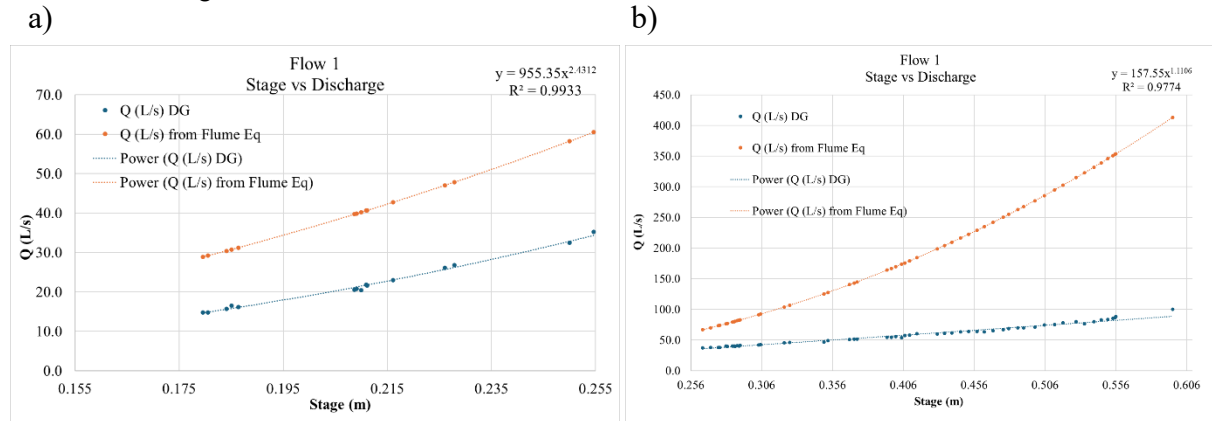 a)
Flow 1
Stage vs Discharge
y = 955.35x^2.4312
R² = 0.9933
70.0
60.0
50.0
40.0
30.0
20.0
10.0
0.0
Q (L/s)
Q (L/s) DG
Q (L/s) from Flume Eq
Power (Q (L/s) DG)
Power (Q (L/s) from Flume Eq)
0.155 0.175 0.195 0.215 0.235 0.255
Stage (m)
b)
Flow 1
Stage vs Discharge
y = 157.55x^1.1106
R² = 0.9774
450.0
400.0
350.0
300.0
250.0
200.0
150.0
100.0
50.0
0.0
Q (L/s)
Q (L/s) DG
Q (L/s) from Flume Eq
Power (Q (L/s) DG)
Power (Q (L/s) from Flume Eq)
0.256 0.306 0.356 0.406 0.456 0.506 0.556 0.606
Stage (m)